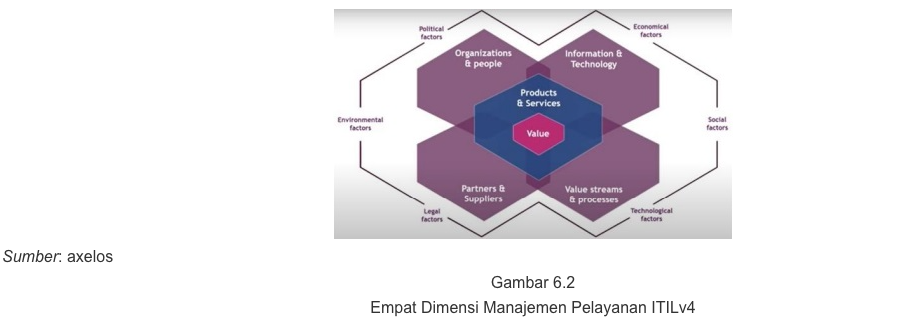 Political
factors
Economical
factors
Organizations
& people
Information &
Technology
Products
& Services
Environmental
factors
Value
Social
factors
Partners &
Suppliers
Value streams
& processes
Legal
factors
Technological
factors
Sumber: axelos
Gambar 6.2
Empat Dimensi Manajemen Pelayanan ITILv4